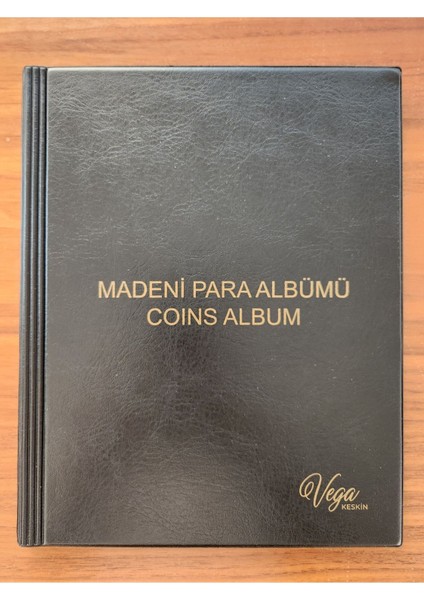 MADENİ PARA ALBÜMÜ
COINS ALBUM
Vega
KESKİN